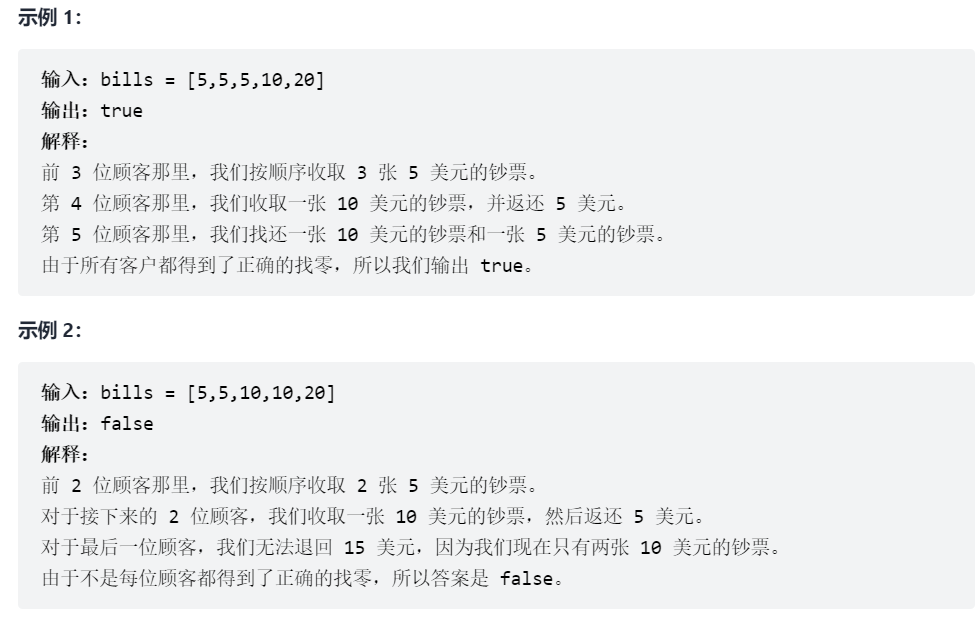 示例 1：
输入：bills = [5,5,5,10,20]
输出：true
解释：
前 3 位顾客那里，我们按顺序收取 3 张 5 美元的钞票。
第 4 位顾客那里，我们收取一张 10 美元的钞票，并返还 5 美元。
第 5 位顾客那里，我们找还一张 10 美元的钞票和一张 5 美元的钞票。
由于所有客户都得到了正确的找零，所以我们输出 true。
示例 2：
输入：bills = [5,5,10,10,20]
输出：false
解释：
前 2 位顾客那里，我们按顺序收取 2 张 5 美元的钞票。
对于接下来的 2 位顾客，我们收取一张 10 美元的钞票，然后返还 5 美元。
对于最后一位顾客，我们无法退回 15 美元，因为我们现在只有两张 10 美元的钞票。
由于不是每位顾客都得到了正确的找零，所以答案是 false。